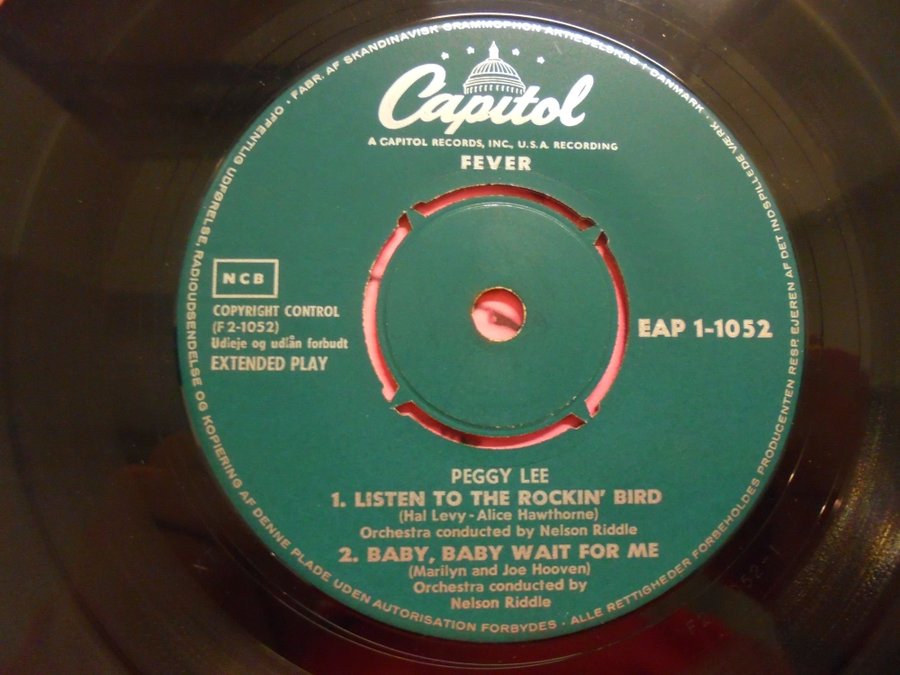 FABR. AF SKANDINAVISK GRAMMOPHON AKTIESELSKAB I DANMARK
Capitol
A CAPITOL RECORDS, INC., U.S.A. RECORDING
FEVER
NCB
COPYRIGHT CONTROL
(F 2-1052)
Udleje og udlån forbudt
EXTENDED PLAY
EAP 1-1052
PEGGY LEE
1. LISTEN TO THE ROCKIN' BIRD
(Hal Levy - Alice Hawthorne)
Orchestra conducted by Nelson Riddle
2. BABY, BABY WAIT FOR ME
(Marilyn and Joe Hooven)
Orchestra conducted by
Nelson Riddle
ALLE RETTIGHEDER FORBEHOLDES PRODUCENTEN RESP. EJEREN AF DET INDSPILLEDE VÆRK
OFFENTLIG UDFØRELSE, RADIOUDSENDELSE OG KOPIERING AF DENNE PLADE UDEN AUTORISATION FORBYDES